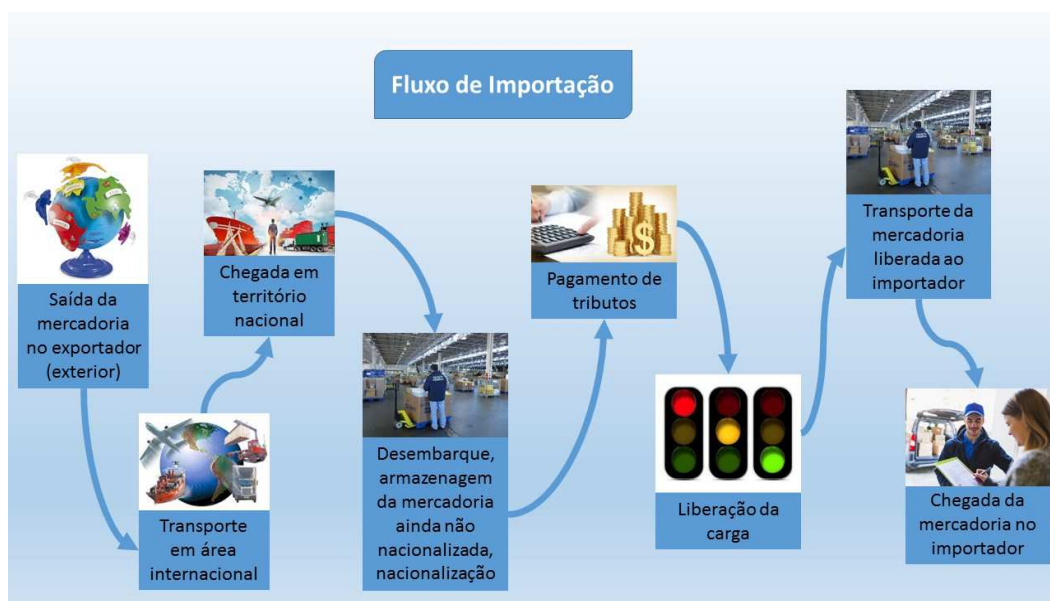 Fluxo de Importação
Saída da
mercadoria
no exportador
(exterior)
Transporte
em área
internacional
Chegada em
território
nacional
Desembarque,
armazenagem
da mercadoria
ainda não
nacionalizada,
nacionalização
Pagamento de
tributos
Liberação da
carga
Transporte da
mercadoria
liberada ao
importador
Chegada da
mercadoria no
importador